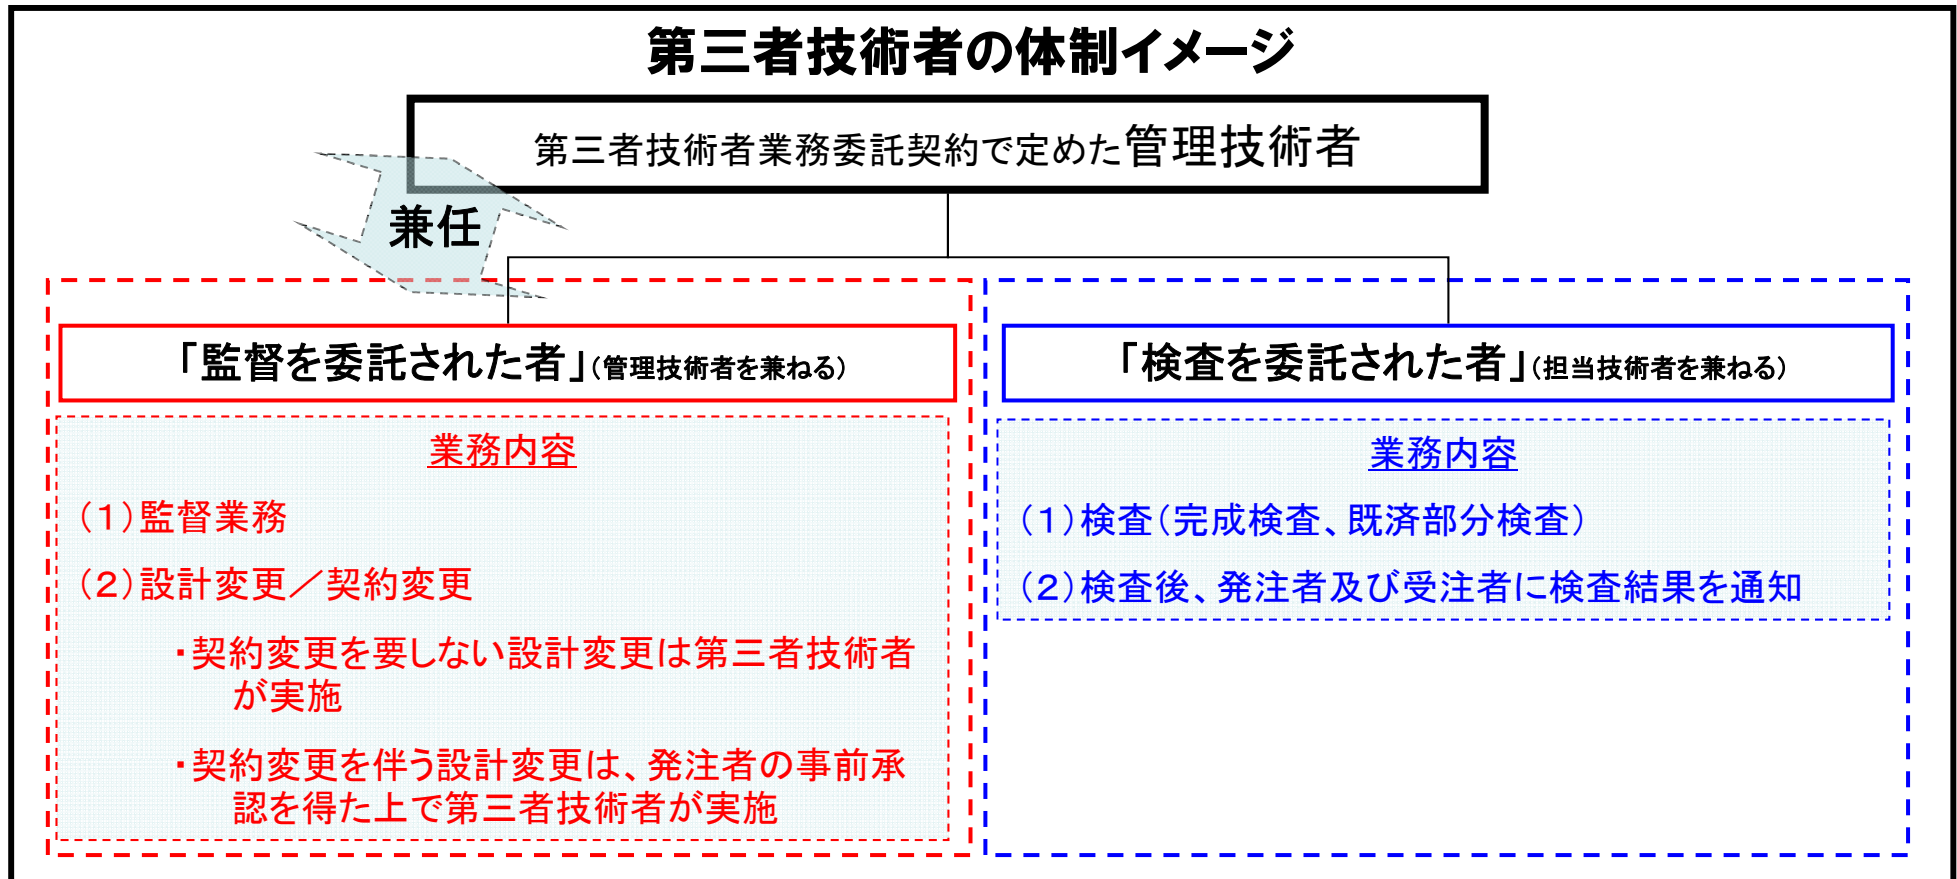 第三者技術者の体制イメージ
第三者技術者業務委託契約で定めた管理技術者
兼任
「監督を委託された者」（管理技術者を兼ねる）
業務内容
（１）監督業務
（２）設計変更／契約変更
・契約変更を要しない設計変更は第三者技術者
が実施
・契約変更を伴う設計変更は、発注者の事前承
認を得た上で第三者技術者が実施
「検査を委託された者」（担当技術者を兼ねる）
業務内容
（１）検査（完成検査、既済部分検査）
（２）検査後、発注者及び受注者に検査結果を通知